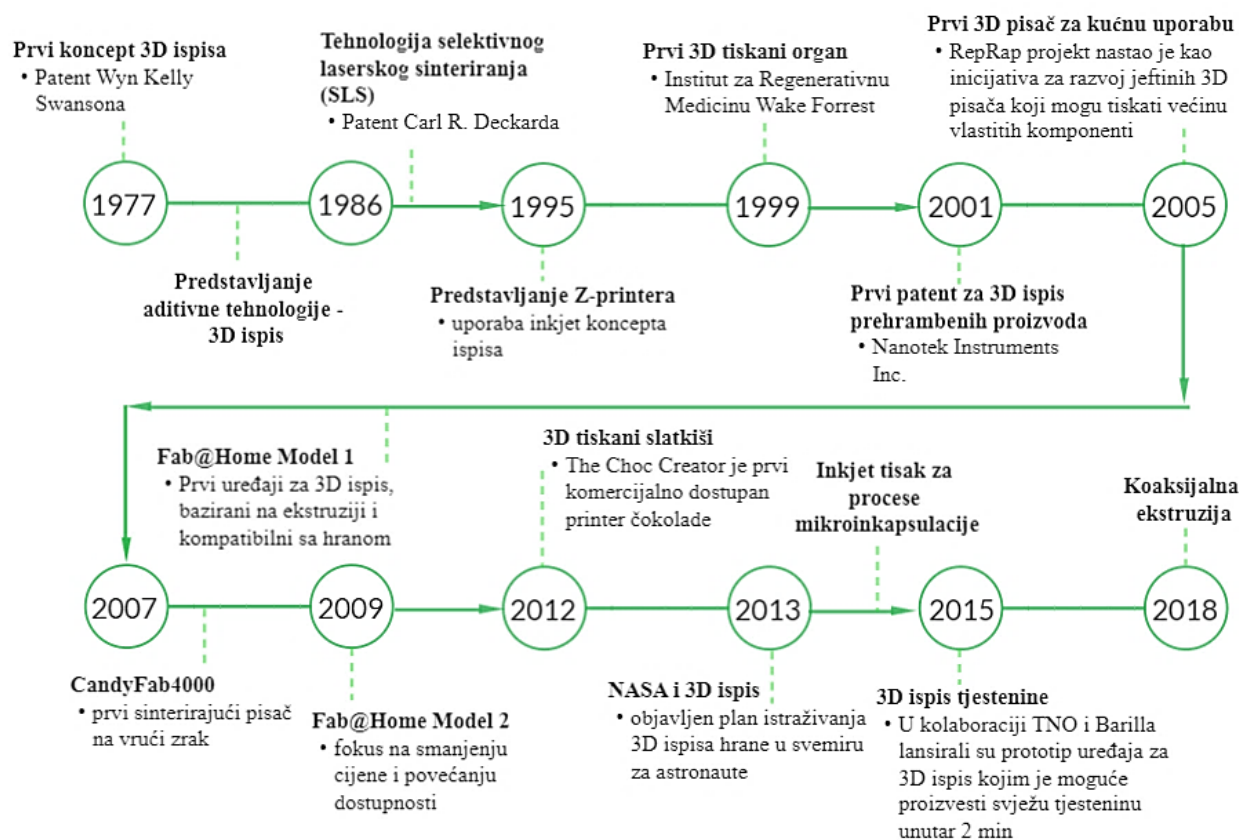 Prvi koncept 3D ispisa
• Patent Wyn Kelly
Swansona
Tehnologija selektivnog
laserskog sinteriranja
(SLS)
• Patent Carl R. Deckarda
Prvi 3D tiskani organ
• Institut za Regenerativnu
Medicinu Wake Forrest
Prvi 3D pisač za kućnu uporabu
• RepRap projekt nastao je kao
inicijativa za razvoj jeftinih 3D
pisača koji mogu tiskati većinu
vlastitih komponenti
1977
1986
1995
1999
2001
2005
Predstavljanje
aditivne tehnologije -
3D ispis
Predstavljanje Z-printera
• uporaba inkjet koncepta
ispisa
Prvi patent za 3D ispis
prehrambenih proizvoda
• Nanotek Instruments
Inc.
Fab@Home Model 1
• Prvi uređaji za 3D ispis,
bazirani na ekstruziji i
kompatibilni sa hranom
3D tiskani slatkiši
• The Choc Creator je prvi
komercijalno dostupan
printer čokolade
Inkjet tisak za
procese
mikroinkapsulacije
Koaksijalna
ekstruzija
2007
2009
2012
2013
2015
2018
CandyFab4000
• prvi sinterirajući pisač
na vrući zrak
Fab@Home Model 2
• fokus na smanjenju
cijene i povećanju
dostupnosti
NASA i 3D ispis
• objavljen plan istraživanja
3D ispisa hrane u svemiru
za astronaute
3D ispis tjestenine
• U kolaboraciji TNO i Barilla
lansirali su prototip uređaja za
3D ispis kojim je moguće
proizvesti svježu tjesteninu
unutar 2 min